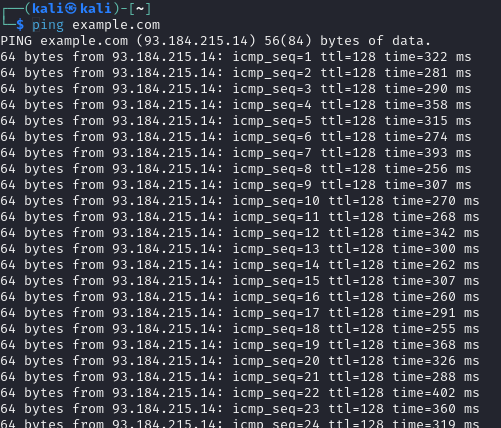 ┌──(kali㉿kali)-[~]
└─$ ping example.com
PING example.com (93.184.215.14) 56(84) bytes of data.
64 bytes from 93.184.215.14: icmp_seq=1 ttl=128 time=322 ms
64 bytes from 93.184.215.14: icmp_seq=2 ttl=128 time=281 ms
64 bytes from 93.184.215.14: icmp_seq=3 ttl=128 time=290 ms
64 bytes from 93.184.215.14: icmp_seq=4 ttl=128 time=358 ms
64 bytes from 93.184.215.14: icmp_seq=5 ttl=128 time=315 ms
64 bytes from 93.184.215.14: icmp_seq=6 ttl=128 time=274 ms
64 bytes from 93.184.215.14: icmp_seq=7 ttl=128 time=393 ms
64 bytes from 93.184.215.14: icmp_seq=8 ttl=128 time=256 ms
64 bytes from 93.184.215.14: icmp_seq=9 ttl=128 time=307 ms
64 bytes from 93.184.215.14: icmp_seq=10 ttl=128 time=270 ms
64 bytes from 93.184.215.14: icmp_seq=11 ttl=128 time=268 ms
64 bytes from 93.184.215.14: icmp_seq=12 ttl=128 time=342 ms
64 bytes from 93.184.215.14: icmp_seq=13 ttl=128 time=300 ms
64 bytes from 93.184.215.14: icmp_seq=14 ttl=128 time=262 ms
64 bytes from 93.184.215.14: icmp_seq=15 ttl=128 time=307 ms
64 bytes from 93.184.215.14: icmp_seq=16 ttl=128 time=260 ms
64 bytes from 93.184.215.14: icmp_seq=17 ttl=128 time=291 ms
64 bytes from 93.184.215.14: icmp_seq=18 ttl=128 time=255 ms
64 bytes from 93.184.215.14: icmp_seq=19 ttl=128 time=368 ms
64 bytes from 93.184.215.14: icmp_seq=20 ttl=128 time=326 ms
64 bytes from 93.184.215.14: icmp_seq=21 ttl=128 time=288 ms
64 bytes from 93.184.215.14: icmp_seq=22 ttl=128 time=402 ms
64 bytes from 93.184.215.14: icmp_seq=23 ttl=128 time=360 ms
64 bytes from 93.184.215.14: icmp_seq=24 ttl=128 time=319 ms